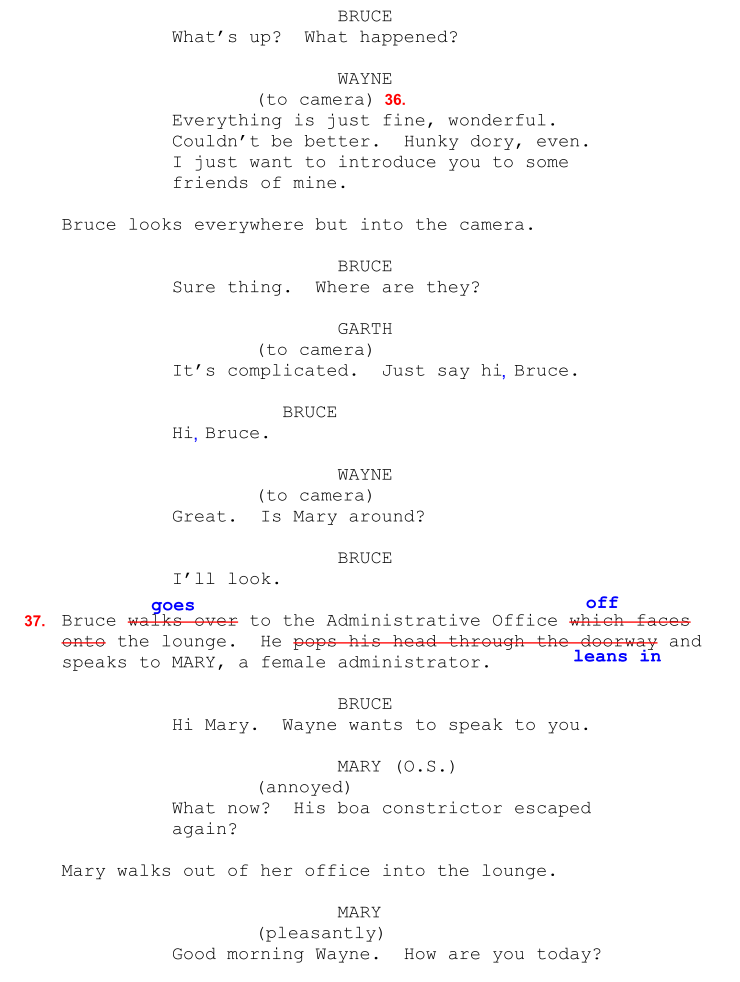 BRUCE
What's up?  What happened?
WAYNE
(to camera) 36.
Everything is just fine, wonderful.
Couldn't be better.  Hunky dory, even.
I just want to introduce you to some
friends of mine.
Bruce looks everywhere but into the camera.
BRUCE
Sure thing.  Where are they?
GARTH
(to camera)
It's complicated.  Just say hi, Bruce.
BRUCE
Hi, Bruce.
WAYNE
(to camera)
Great.  Is Mary around?
BRUCE
I'll look.
goes off
37. Bruce walks over to the Administrative Office which faces
onto the lounge.  He pops his head through the doorway and
leans in
speaks to MARY, a female administrator.
BRUCE
Hi Mary.  Wayne wants to speak to you.
MARY (O.S.)
(annoyed)
What now?  His boa constrictor escaped
again?
Mary walks out of her office into the lounge.
MARY
(pleasantly)
Good morning Wayne.  How are you today?